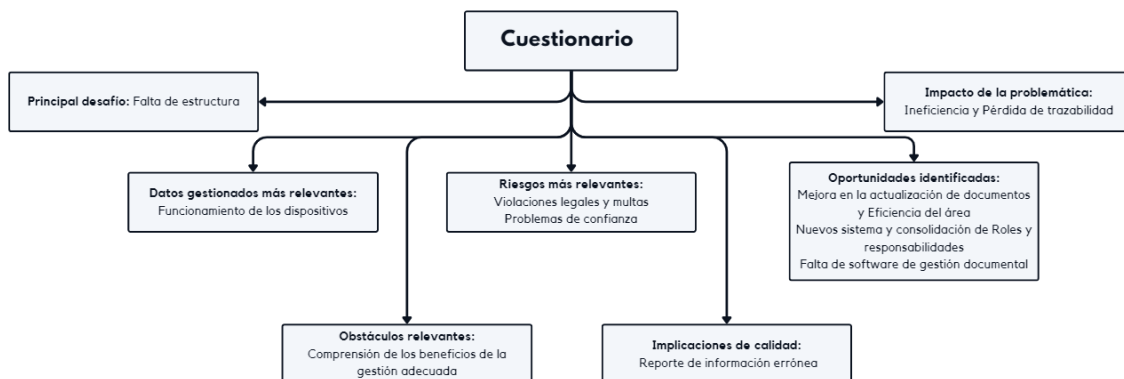 Cuestionario
Principal desafío: Falta de estructura
Impacto de la problemática:
Ineficiencia y Pérdida de trazabilidad
Datos gestionados más relevantes:
Funcionamiento de los dispositivos
Riesgos más relevantes:
Violaciones legales y multas
Problemas de confianza
Oportunidades identificadas:
Mejora en la actualización de documentos
y Eficiencia del área
Nuevos sistema y consolidación de Roles y
responsabilidades
Falta de software de gestión documental
Obstáculos relevantes:
Comprensión de los beneficios de la
gestión adecuada
Implicaciones de calidad:
Reporte de información errónea